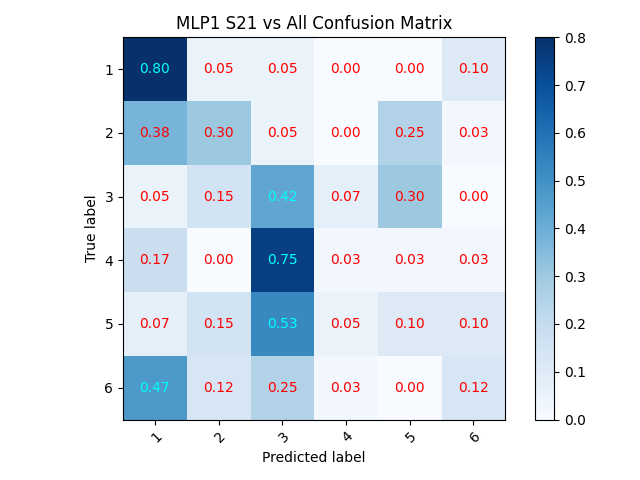 MLP1 S21 vs All Confusion Matrix
True label
1 0.80 0.05 0.05 0.00 0.00 0.10
2 0.38 0.30 0.05 0.00 0.25 0.03
3 0.05 0.15 0.42 0.07 0.30 0.00
4 0.17 0.00 0.75 0.03 0.03 0.03
5 0.07 0.15 0.53 0.05 0.10 0.10
6 0.47 0.12 0.25 0.03 0.00 0.12
1 2 3 4 5 6
Predicted label
0.8
0.7
0.6
0.5
0.4
0.3
0.2
0.1
0.0